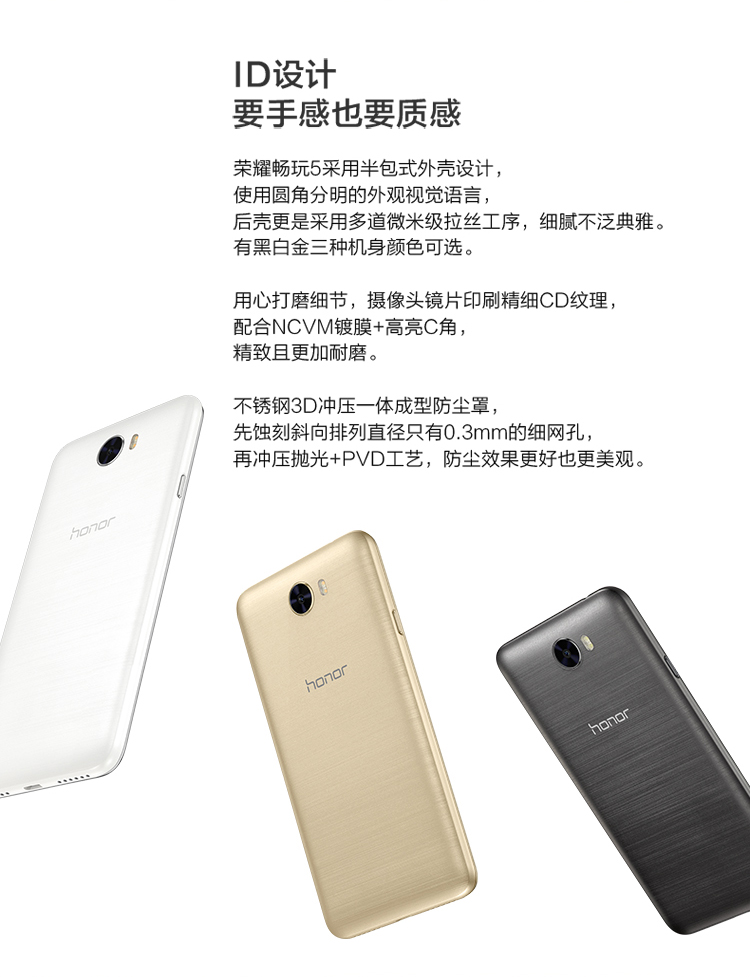 ID设计
要手感也要质感
荣耀畅玩5采用半包式外壳设计，
使用圆角分明的外观视觉语言，
后壳更是采用多道微米级拉丝工序，细腻不泛典雅。
有黑白金三种机身颜色可选。
用心打磨细节，摄像头镜片印刷精细CD纹理，
配合NCVM镀膜+高亮C角，
精致且更加耐磨。
不锈钢3D冲压一体成型防尘罩，
先蚀刻斜向排列直径只有0.3mm的细网孔，
再冲压抛光+PVD工艺，防尘效果更好也更美观。
honor
honor
honor